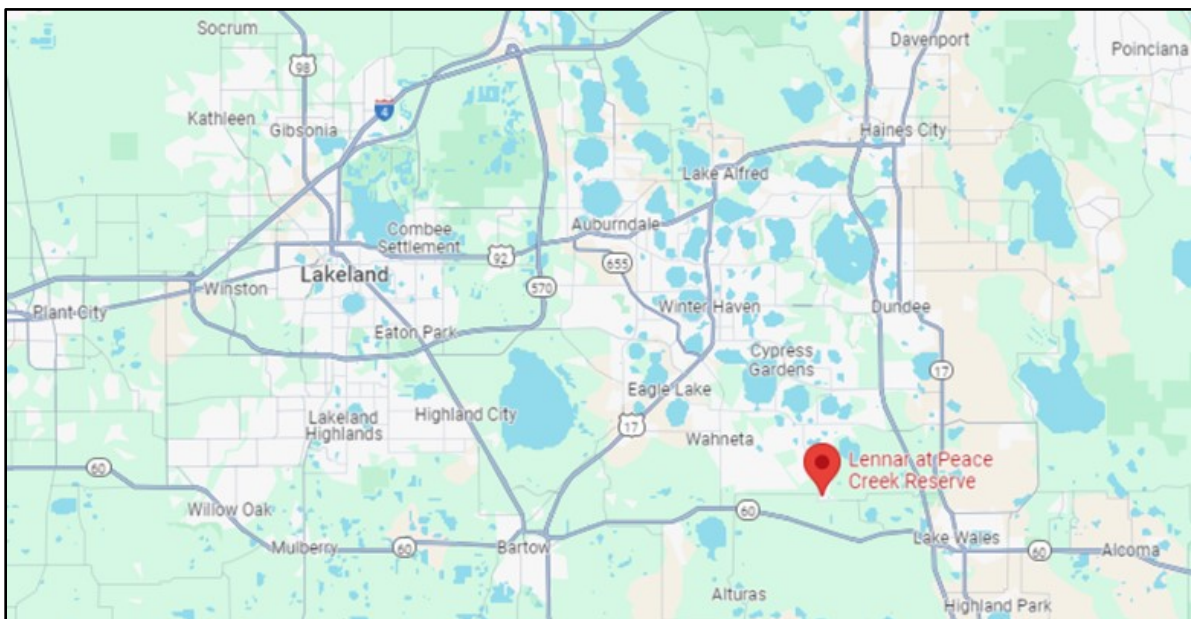 Socrum
98
Davenport
Poinciana
4
Kathleen
Gibsonia
Haines City
Lake Alfred
Combee
Settlement
Auburndale
92
655
Lakeland
Winston
570
Plant City
Winter Haven
Dundee
Eaton Park
Cypress
Gardens
17
Eagle Lake
Lakeland
Highlands
Highland City
17
Wahneta
Lennar at Peace
Creek Reserve
60
Willow Oak
60
Mulberry
60
Bartow
Lake Wales
60
Alcoma
Alturas
Highland Park